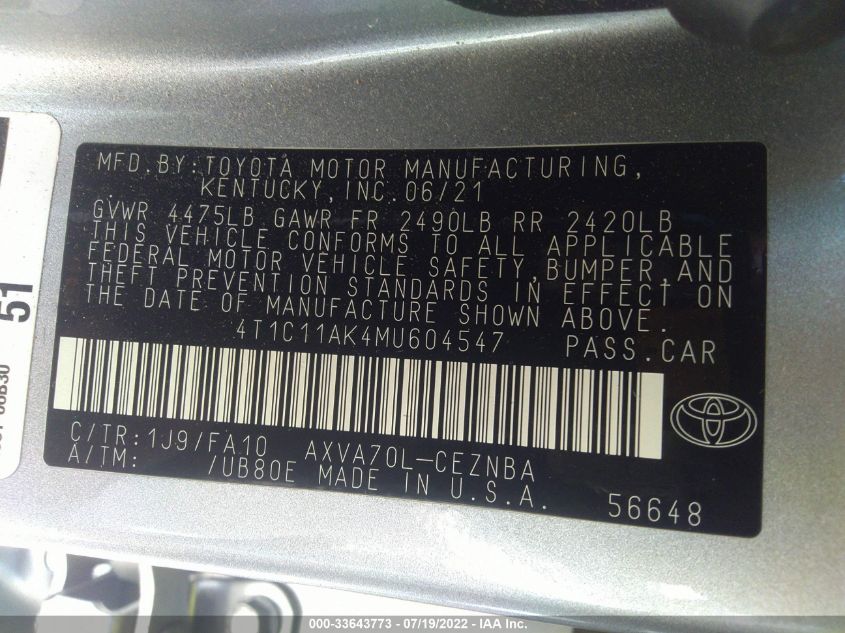 MFD.BY:TOYOTA MOTOR MANUFACTURING,
KENTUCKY,INC.06/21
GVWR 4475LB GAWR FR 2490LB RR 2420LB
THIS VEHICLE CONFORMS TO ALL APPLICABLE
FEDERAL MOTOR VEHICLE SAFETY,BUMPER,AND
THEFT PREVENTION STANDARDS IN EFFECT ON
THE DATE OF MANUFACTURE SHOWN ABOVE.
4T1C11AK4MU604547 PASS.CAR
C/TR:1J9/FA10 AXVA70L-CEZNBA
A/TM: /UB80E MADE IN U.S.A.
56648
51
000-33643773 - 07/19/2022 - IAA Inc.